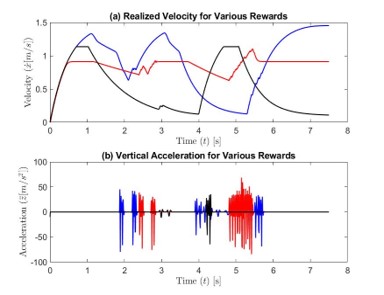 (a) Realized Velocity for Various Rewards
Velocity (ẋ[m/s])
1.5
1
0.5
0
0 1 2 3 4 5 6 7 8
Time (t) [s]
(b) Vertical Acceleration for Various Rewards
Acceleration (z̈[m/s²])
100
50
0
-50
-100
0 1 2 3 4 5 6 7 8
Time (t) [s]